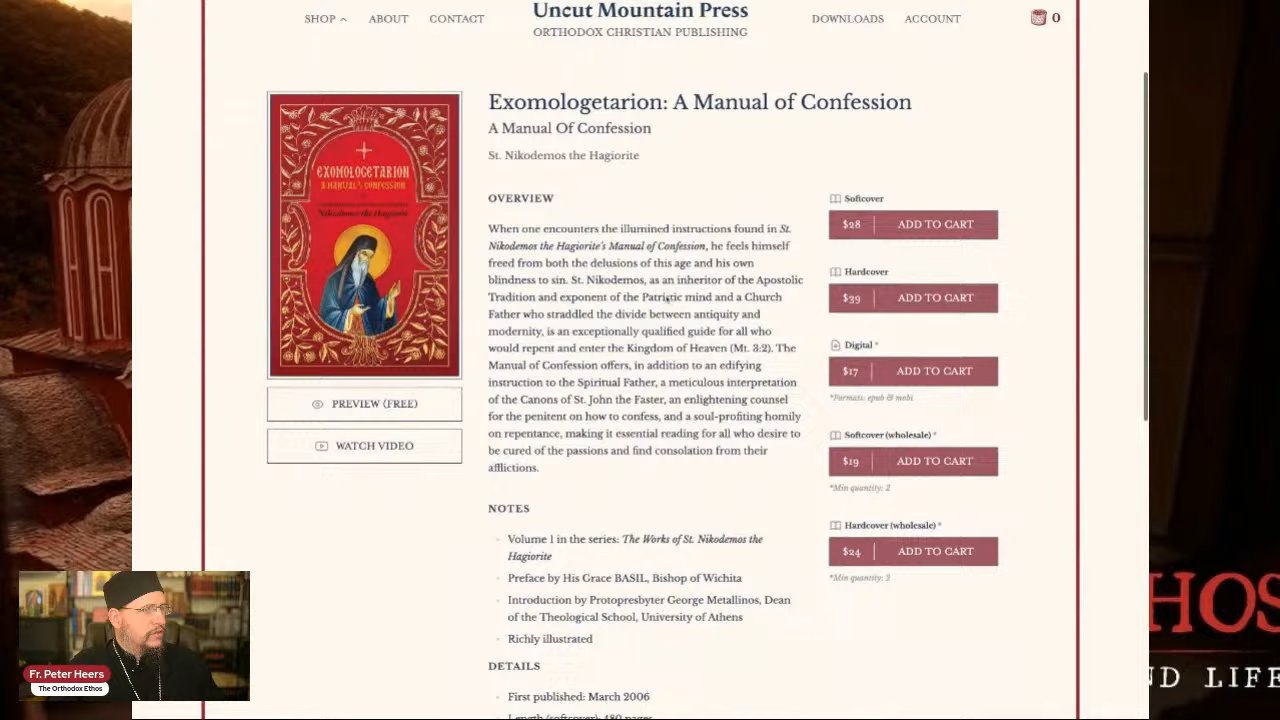 SHOP
ABOUT
CONTACT
Uncut Mountain Press
ORTHODOX CHRISTIAN PUBLISHING
DOWNLOADS
ACCOUNT
0
EXOMOLOGETARION
A MANUAL OF CONFESSION
Nikodemos the Hagiorite
PREVIEW (FREE)
WATCH VIDEO
Exomologetarion: A Manual of Confession
A Manual Of Confession
St. Nikodemos the Hagiorite
OVERVIEW
When one encounters the illumined instructions found in St.
Nikodemos the Hagiorite's Manual of Confession, he feels himself
freed from both the delusions of this age and his own
blindness to sin. St. Nikodemos, as an inheritor of the Apostolic
Tradition and exponent of the Patristic mind and a Church
Father who straddled the divide between antiquity and
modernity, is an exceptionally qualified guide for all who
would repent and enter the Kingdom of Heaven (Mt. 3:2). The
Manual of Confession offers, in addition to an edifying
instruction to the Spiritual Father, a meticulous interpretation
of the Canons of St. John the Faster, an enlightening counsel
for the penitent on how to confess, and a soul-profiting homily
on repentance, making it essential reading for all who desire to
be cured of the passions and find consolation from their
afflictions.
NOTES
Volume 1 in the series: The Works of St. Nikodemos the
Hagiorite
Preface by His Grace BASIL, Bishop of Wichita
Introduction by Protopresbyter George Metallinos, Dean
of the Theological School, University of Athens
Richly illustrated
DETAILS
First published: March 2006
Length (softcover): 480 pages
Softcover
$28 ADD TO CART
Hardcover
$39 ADD TO CART
Digital *
$17 ADD TO CART
*Formats: epub & mobi
Softcover (wholesale) *
$19 ADD TO CART
*Min quantity: 2
Hardcover (wholesale) *
$24 ADD TO CART
*Min quantity: 2
Fr. Peter Heers
The Orthodox Ethos
HOS
ND LIFE